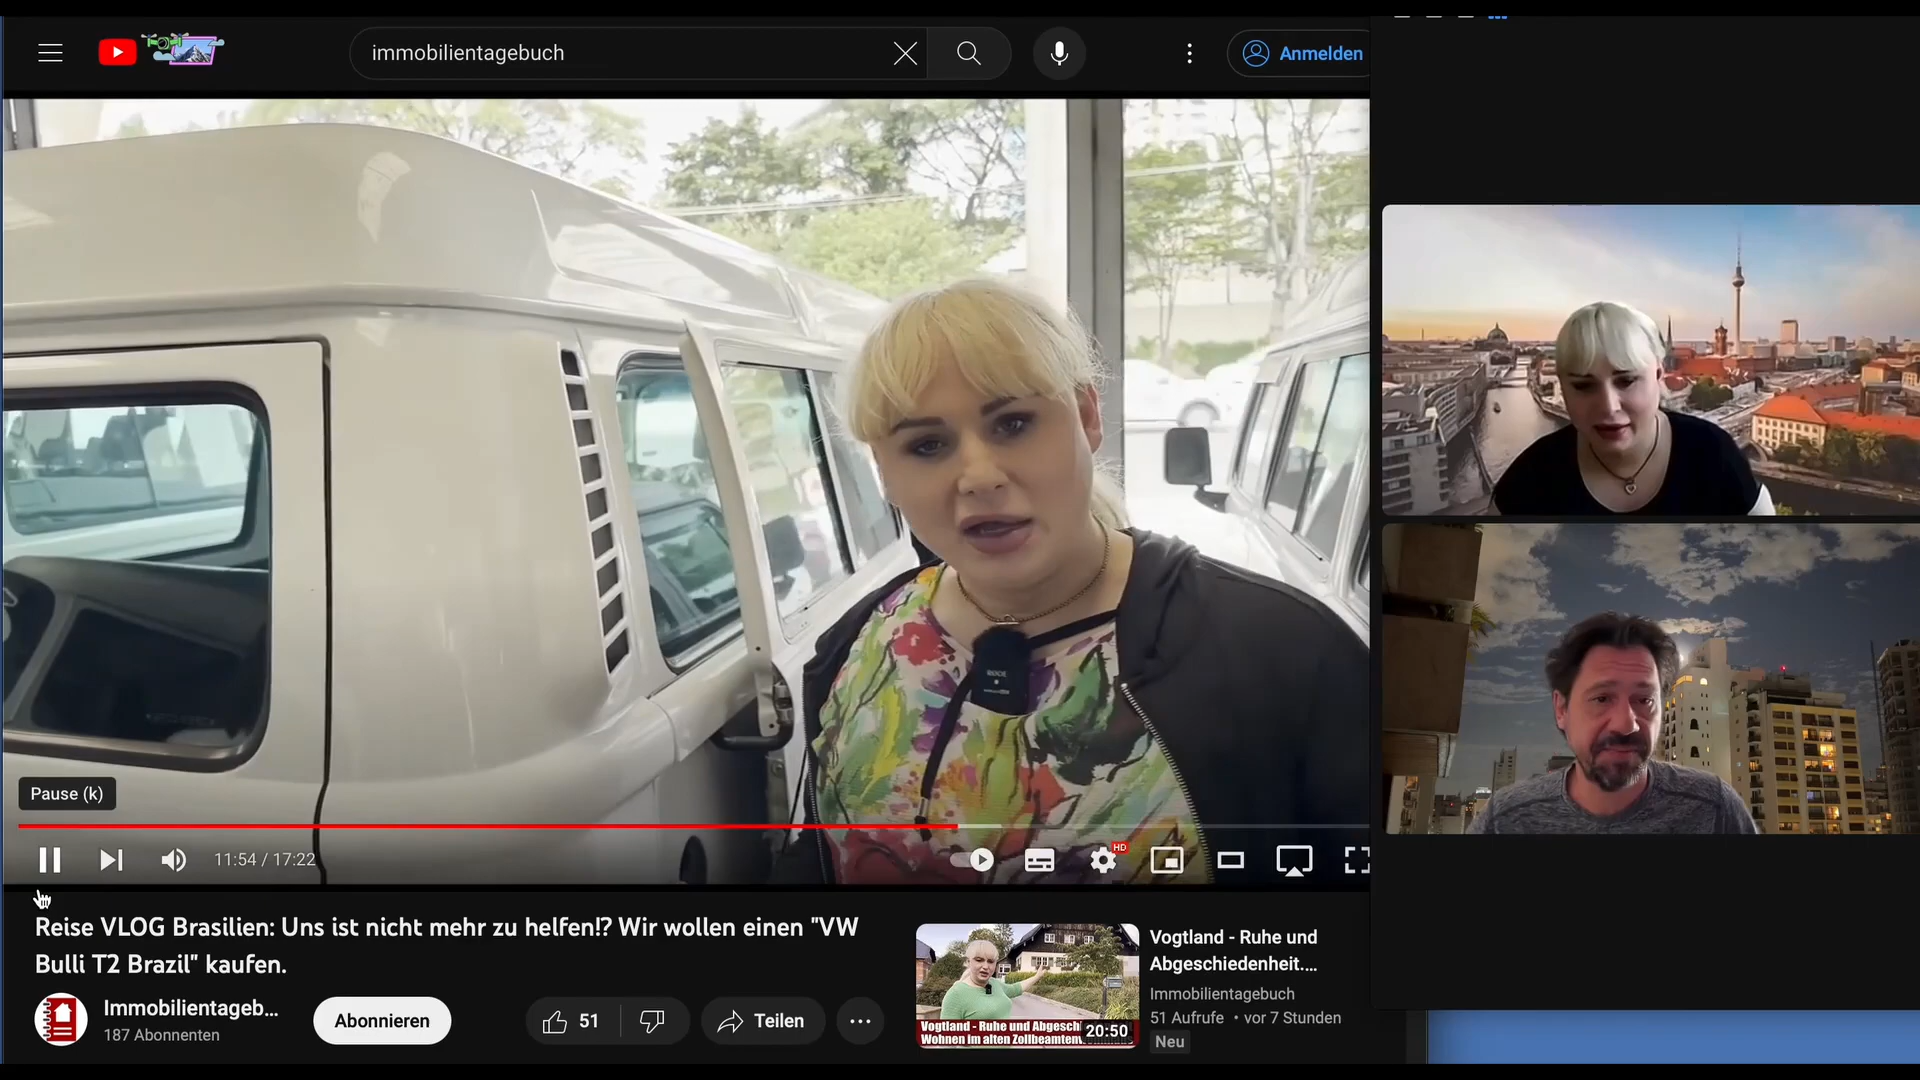 immobilientagebuch
Anmelden
RODE
Pause (k)
11:54 / 17:22
HD
Reise VLOG Brasilien: Uns ist nicht mehr zu helfen!? Wir wollen einen "VW
Bulli T2 Brazil" kaufen.
Immobilientageb...
187 Abonnenten
Abonnieren
51
Teilen
Vogtland - Ruhe und Abgeschi
Wohnen im alten Zollbeamten
20:50
Vogtland - Ruhe und
Abgeschiedenheit....
Immobilientagebuch
51 Aufrufe • vor 7 Stunden
Neu